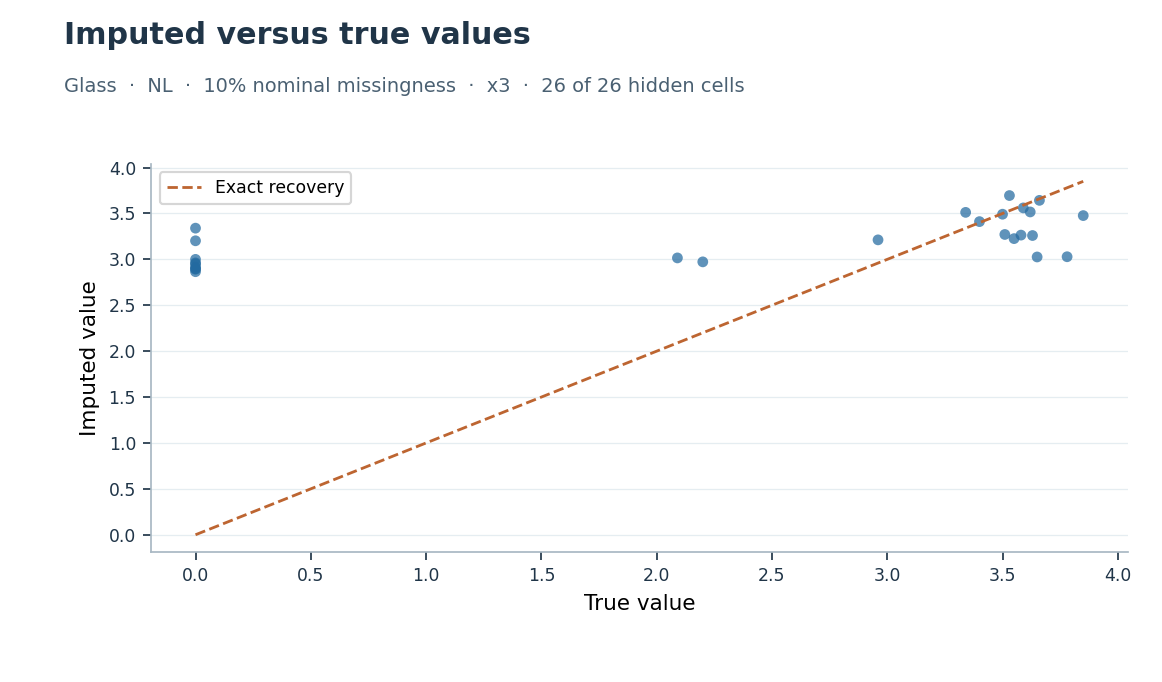 Imputed versus true values
Glass · NL · 10% nominal missingness · x3 · 26 of 26 hidden cells
Exact recovery
4.0
3.5
3.0
2.5
2.0
1.5
1.0
0.5
0.0
Imputed value
0.0 0.5 1.0 1.5 2.0 2.5 3.0 3.5 4.0
True value